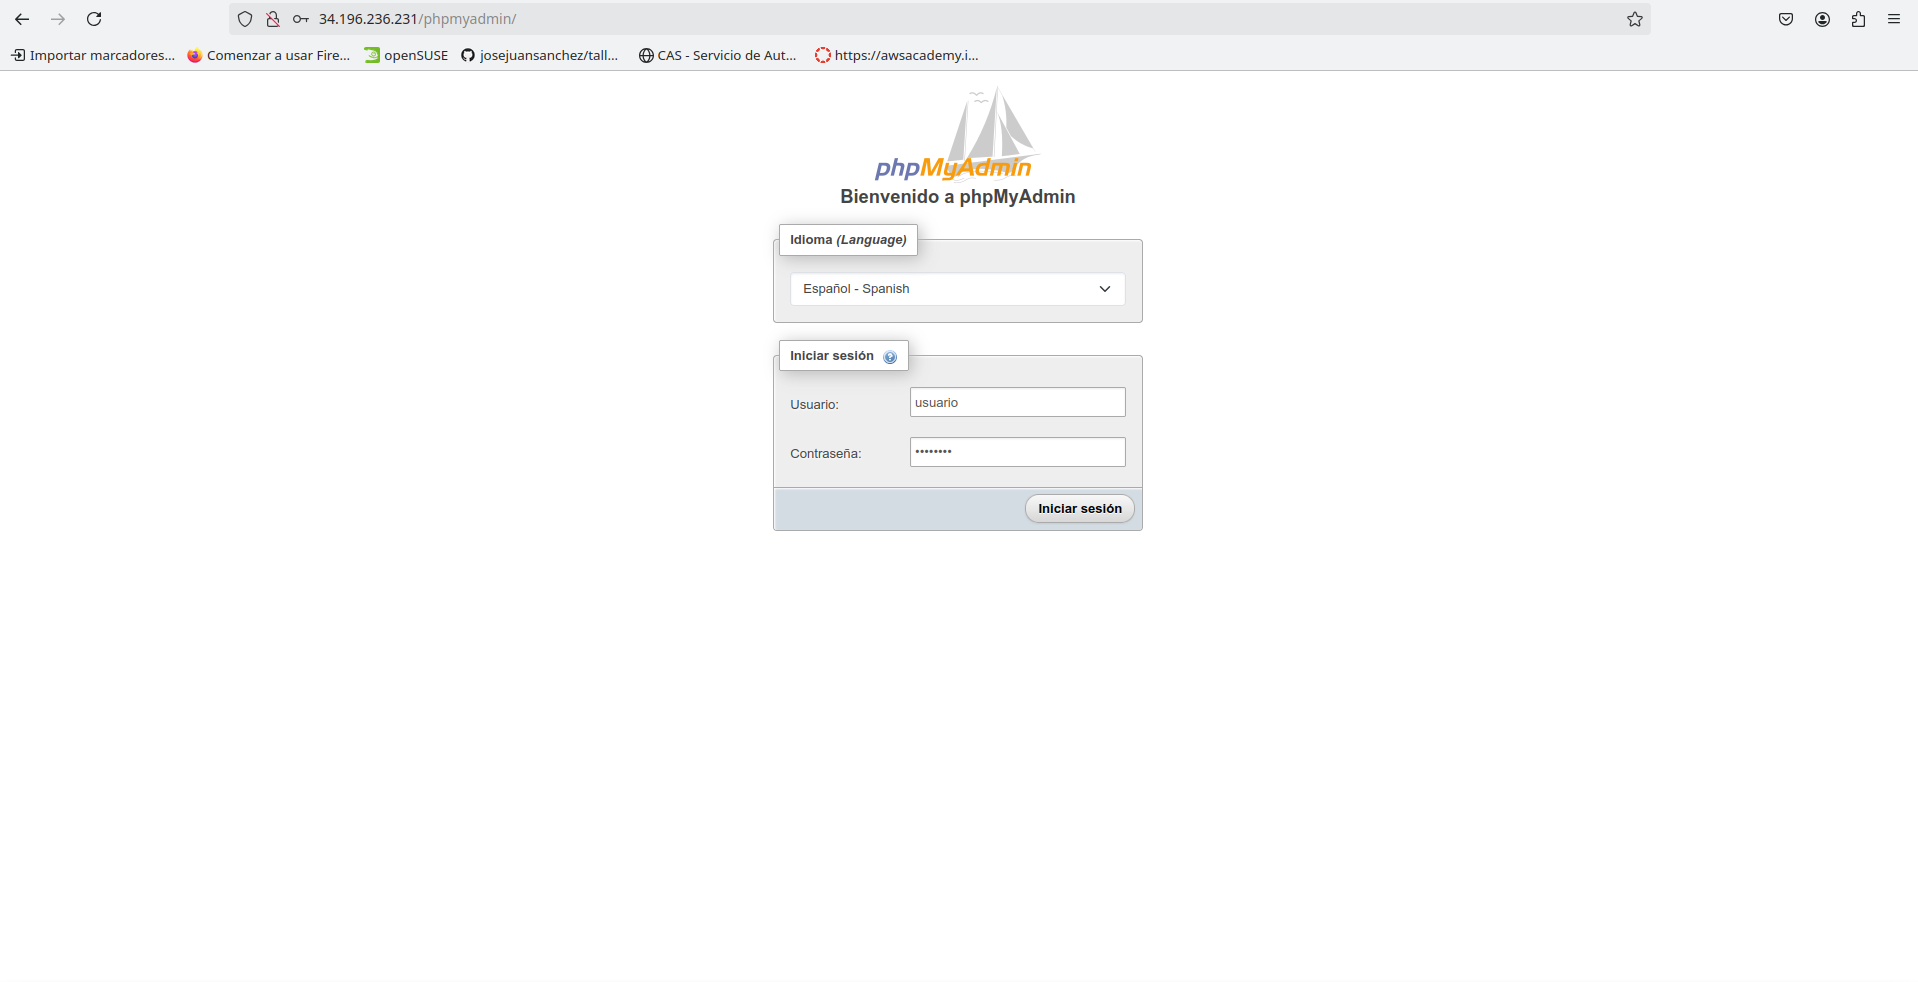 34.196.236.231/phpmyadmin/
Importar marcadores... Comenzar a usar Fire... openSUSE josejuansanchez/tall... CAS - Servicio de Aut... https://awsacademy.i...
phpMyAdmin
Bienvenido a phpMyAdmin
Idioma (Language)
Español - Spanish
Iniciar sesión
Usuario: usuario
Contraseña: ••••••••
Iniciar sesión